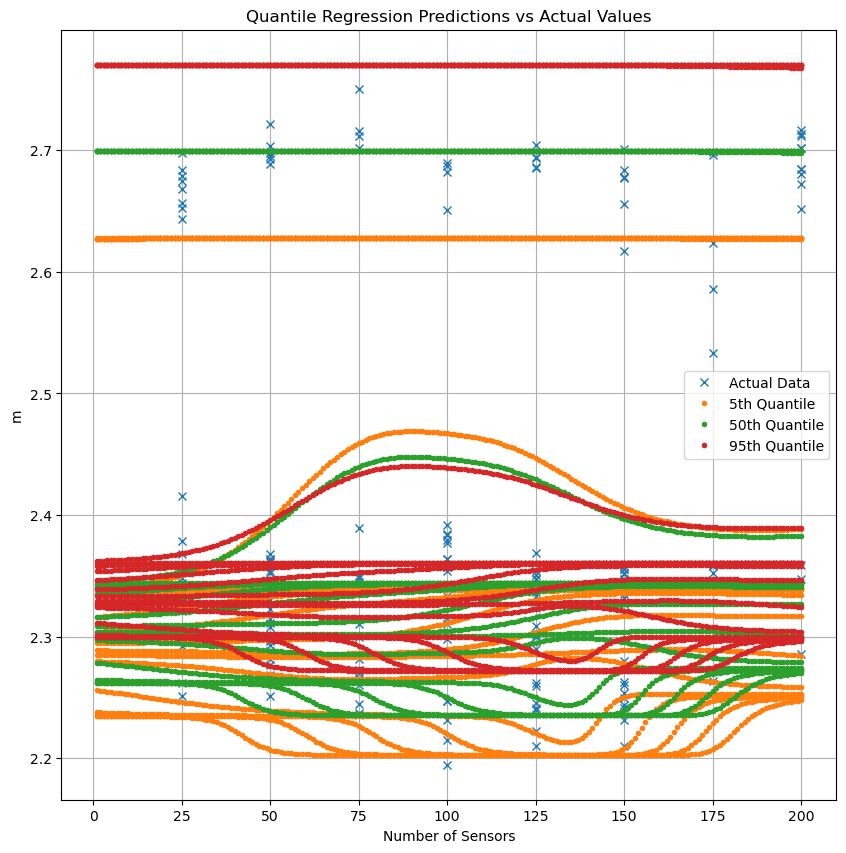 Quantile Regression Predictions vs Actual Values
2.7
2.6
2.5
2.4
2.3
2.2
m
Actual Data
5th Quantile
50th Quantile
95th Quantile
0 25 50 75 100 125 150 175 200
Number of Sensors